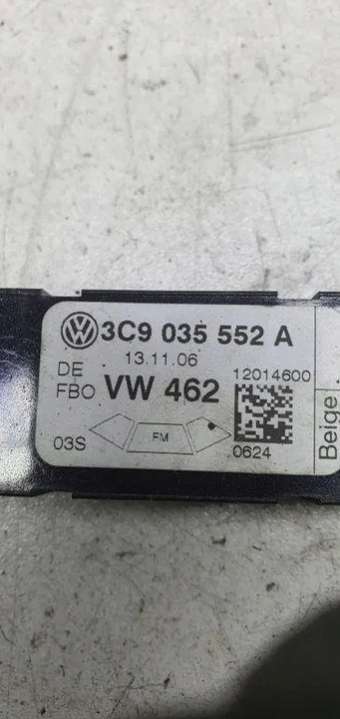 3C9 035 552 A
13.11.06
DE
FBO VW 462
12014600
03S
FM
0624
Beige